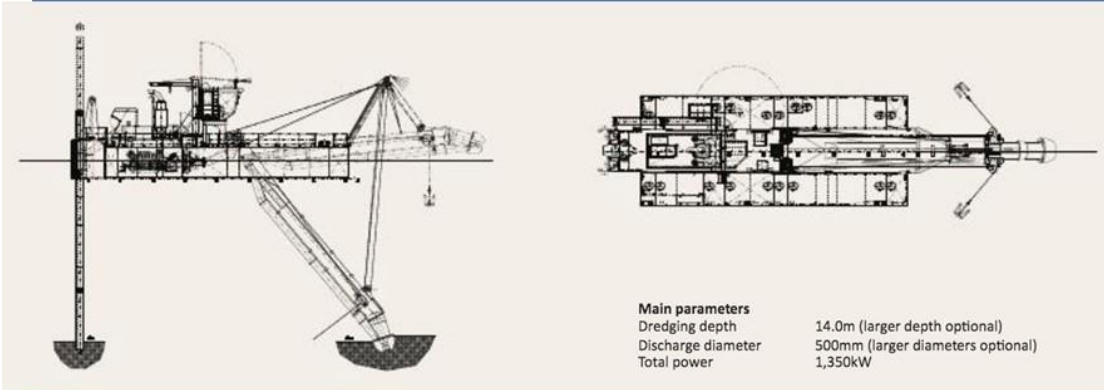 Main parameters
Dredging depth 14.0m (larger depth optional)
Discharge diameter 500mm (larger diameters optional)
Total power 1,350kW